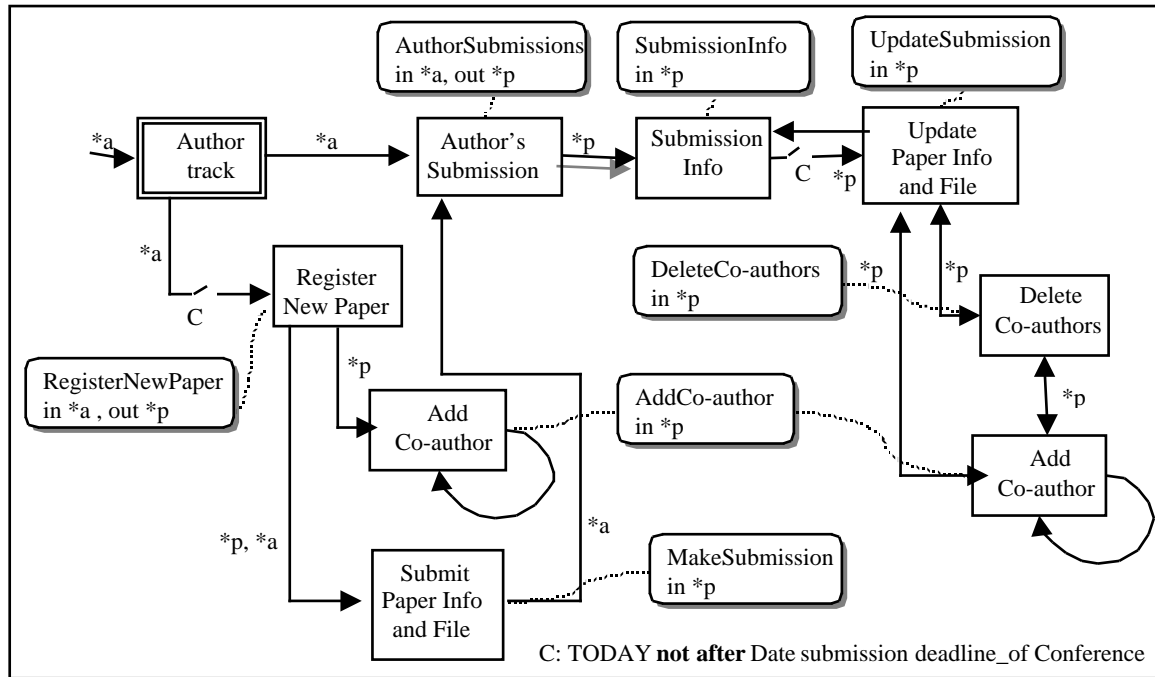 AuthorSubmissions
in *a, out *p
SubmissionInfo
in *p
UpdateSubmission
in *p
*a
Author
track
*a
Author's
Submission
*p
Submission
Info
C
*p
Update
Paper Info
and File
*a
C
Register
New Paper
DeleteCo-authors
in *p
*p
*p
Delete
Co-authors
RegisterNewPaper
in *a , out *p
*p
Add
Co-author
AddCo-author
in *p
*p
Add
Co-author
*p, *a
*a
Submit
Paper Info
and File
MakeSubmission
in *p
C: TODAY not after Date submission deadline_of Conference